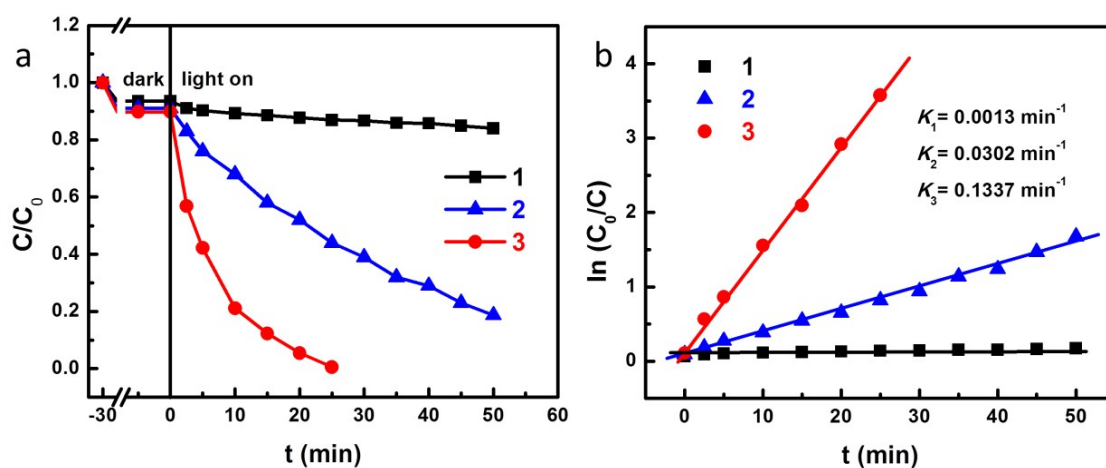 a
1.2
1.0
0.8
0.6
0.4
0.2
0.0
C/C₀
dark
light on
1
2
3
-30
0
10
20
30
40
50
60
t (min)
b
4
3
2
1
0
ln (C₀/C)
1
2
3
K₁= 0.0013 min⁻¹
K₂= 0.0302 min⁻¹
K₃= 0.1337 min⁻¹
0
10
20
30
40
50
t (min)